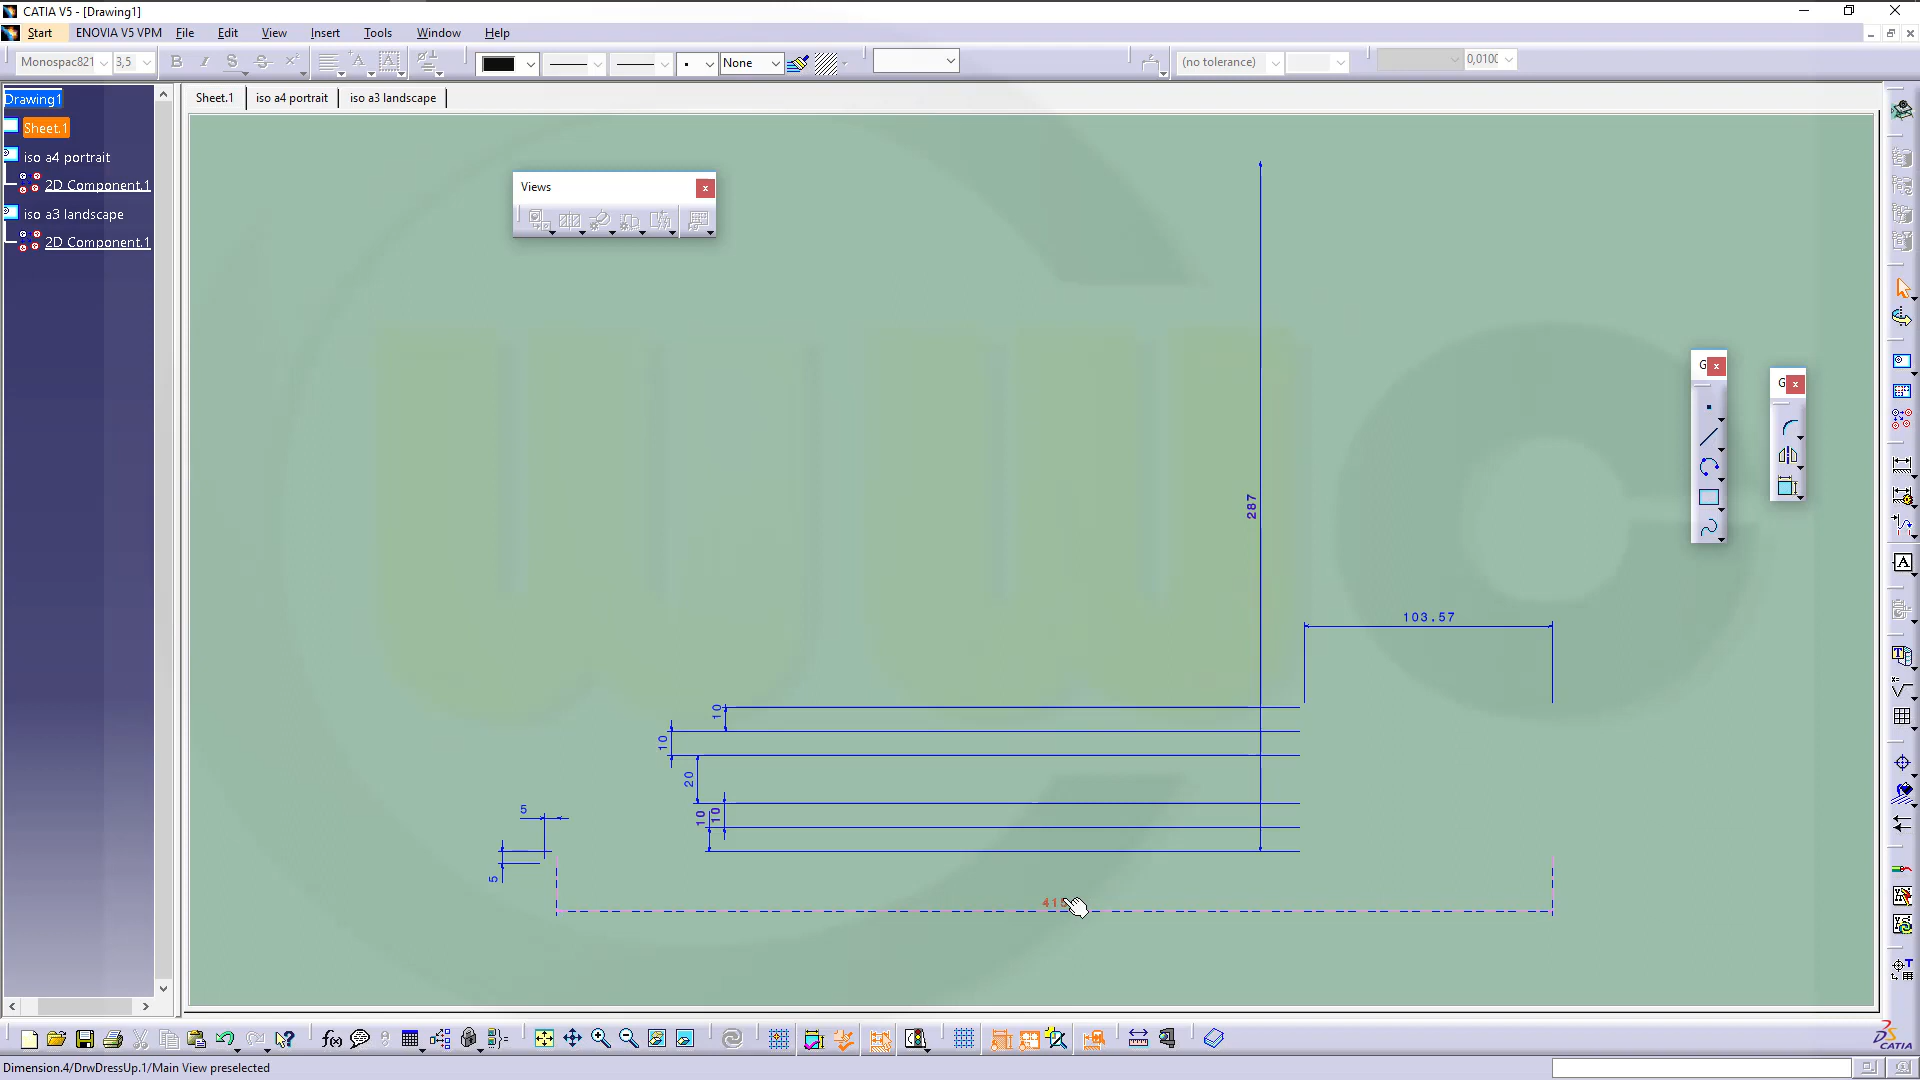 CATIA V5 - [Drawing1]
Start ENOVIA V5 VPM File Edit View Insert Tools Window Help
Monospac821 3,5 None (no tolerance) 0,010
Drawing1
Sheet.1
iso a4 portrait
2D Component.1
iso a3 landscape
2D Component.1
Sheet.1 iso a4 portrait iso a3 landscape
Views
G
G
287
103.57
10
10
20
10
10
5
5
CATIA
Dimension.4/DrwDressUp.1/Main View preselected